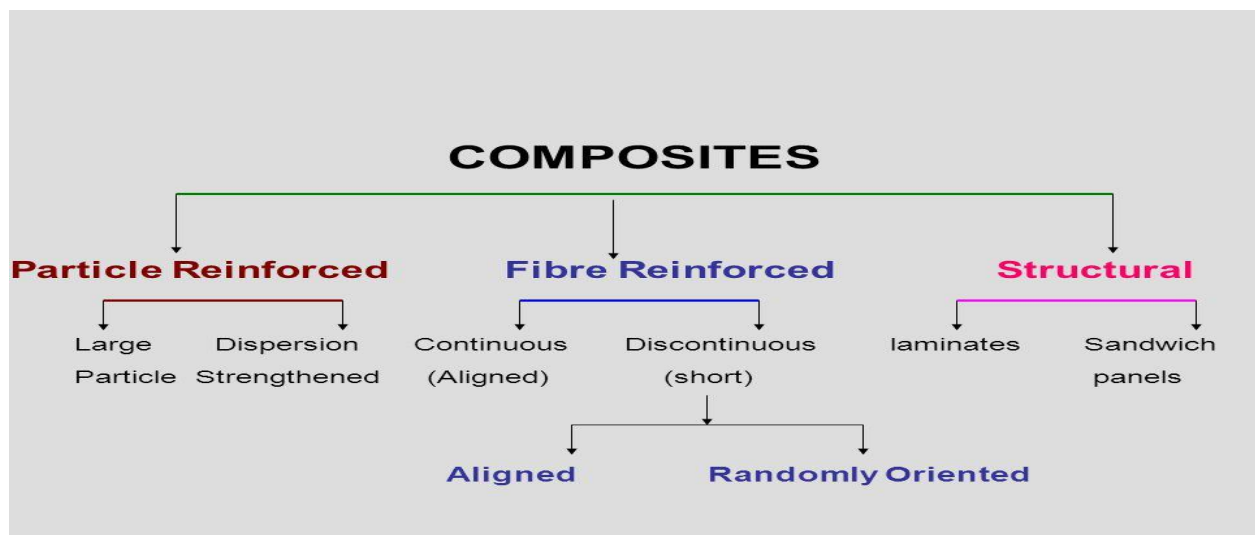 COMPOSITES
Particle Reinforced
Fibre Reinforced
Structural
Large
Particle
Dispersion
Strengthened
Continuous
(Aligned)
Discontinuous
(short)
laminates
Sandwich
panels
Aligned
Randomly Oriented